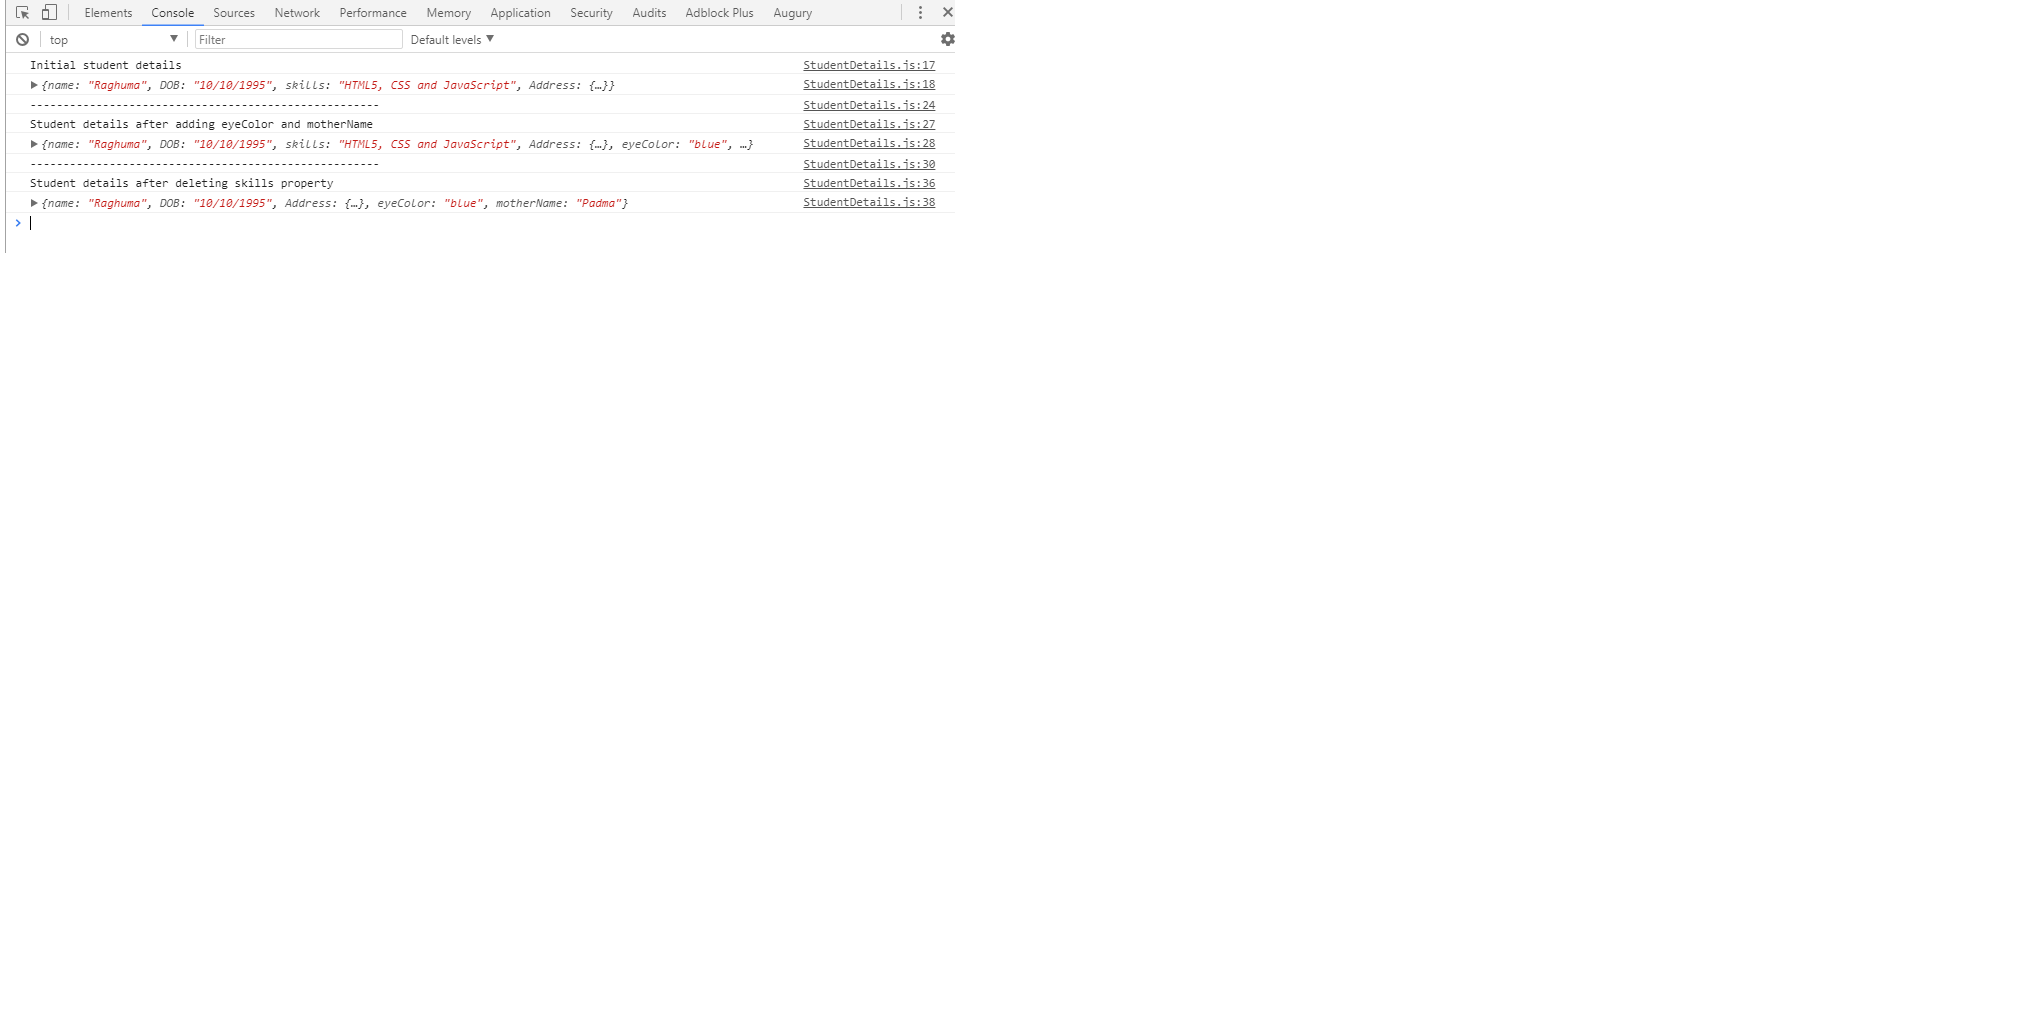 Elements Console Sources Network Performance Memory Application Security Audits Adblock Plus Augury
top Filter Default levels
Initial student details StudentDetails.js:17
{name: "Raghuma", DOB: "10/10/1995", skills: "HTML5, CSS and JavaScript", Address: {…}} StudentDetails.js:18
----------------------------------------------------- StudentDetails.js:24
Student details after adding eyeColor and motherName StudentDetails.js:27
{name: "Raghuma", DOB: "10/10/1995", skills: "HTML5, CSS and JavaScript", Address: {…}, eyeColor: "blue", …} StudentDetails.js:28
----------------------------------------------------- StudentDetails.js:30
Student details after deleting skills property StudentDetails.js:36
{name: "Raghuma", DOB: "10/10/1995", Address: {…}, eyeColor: "blue", motherName: "Padma"} StudentDetails.js:38